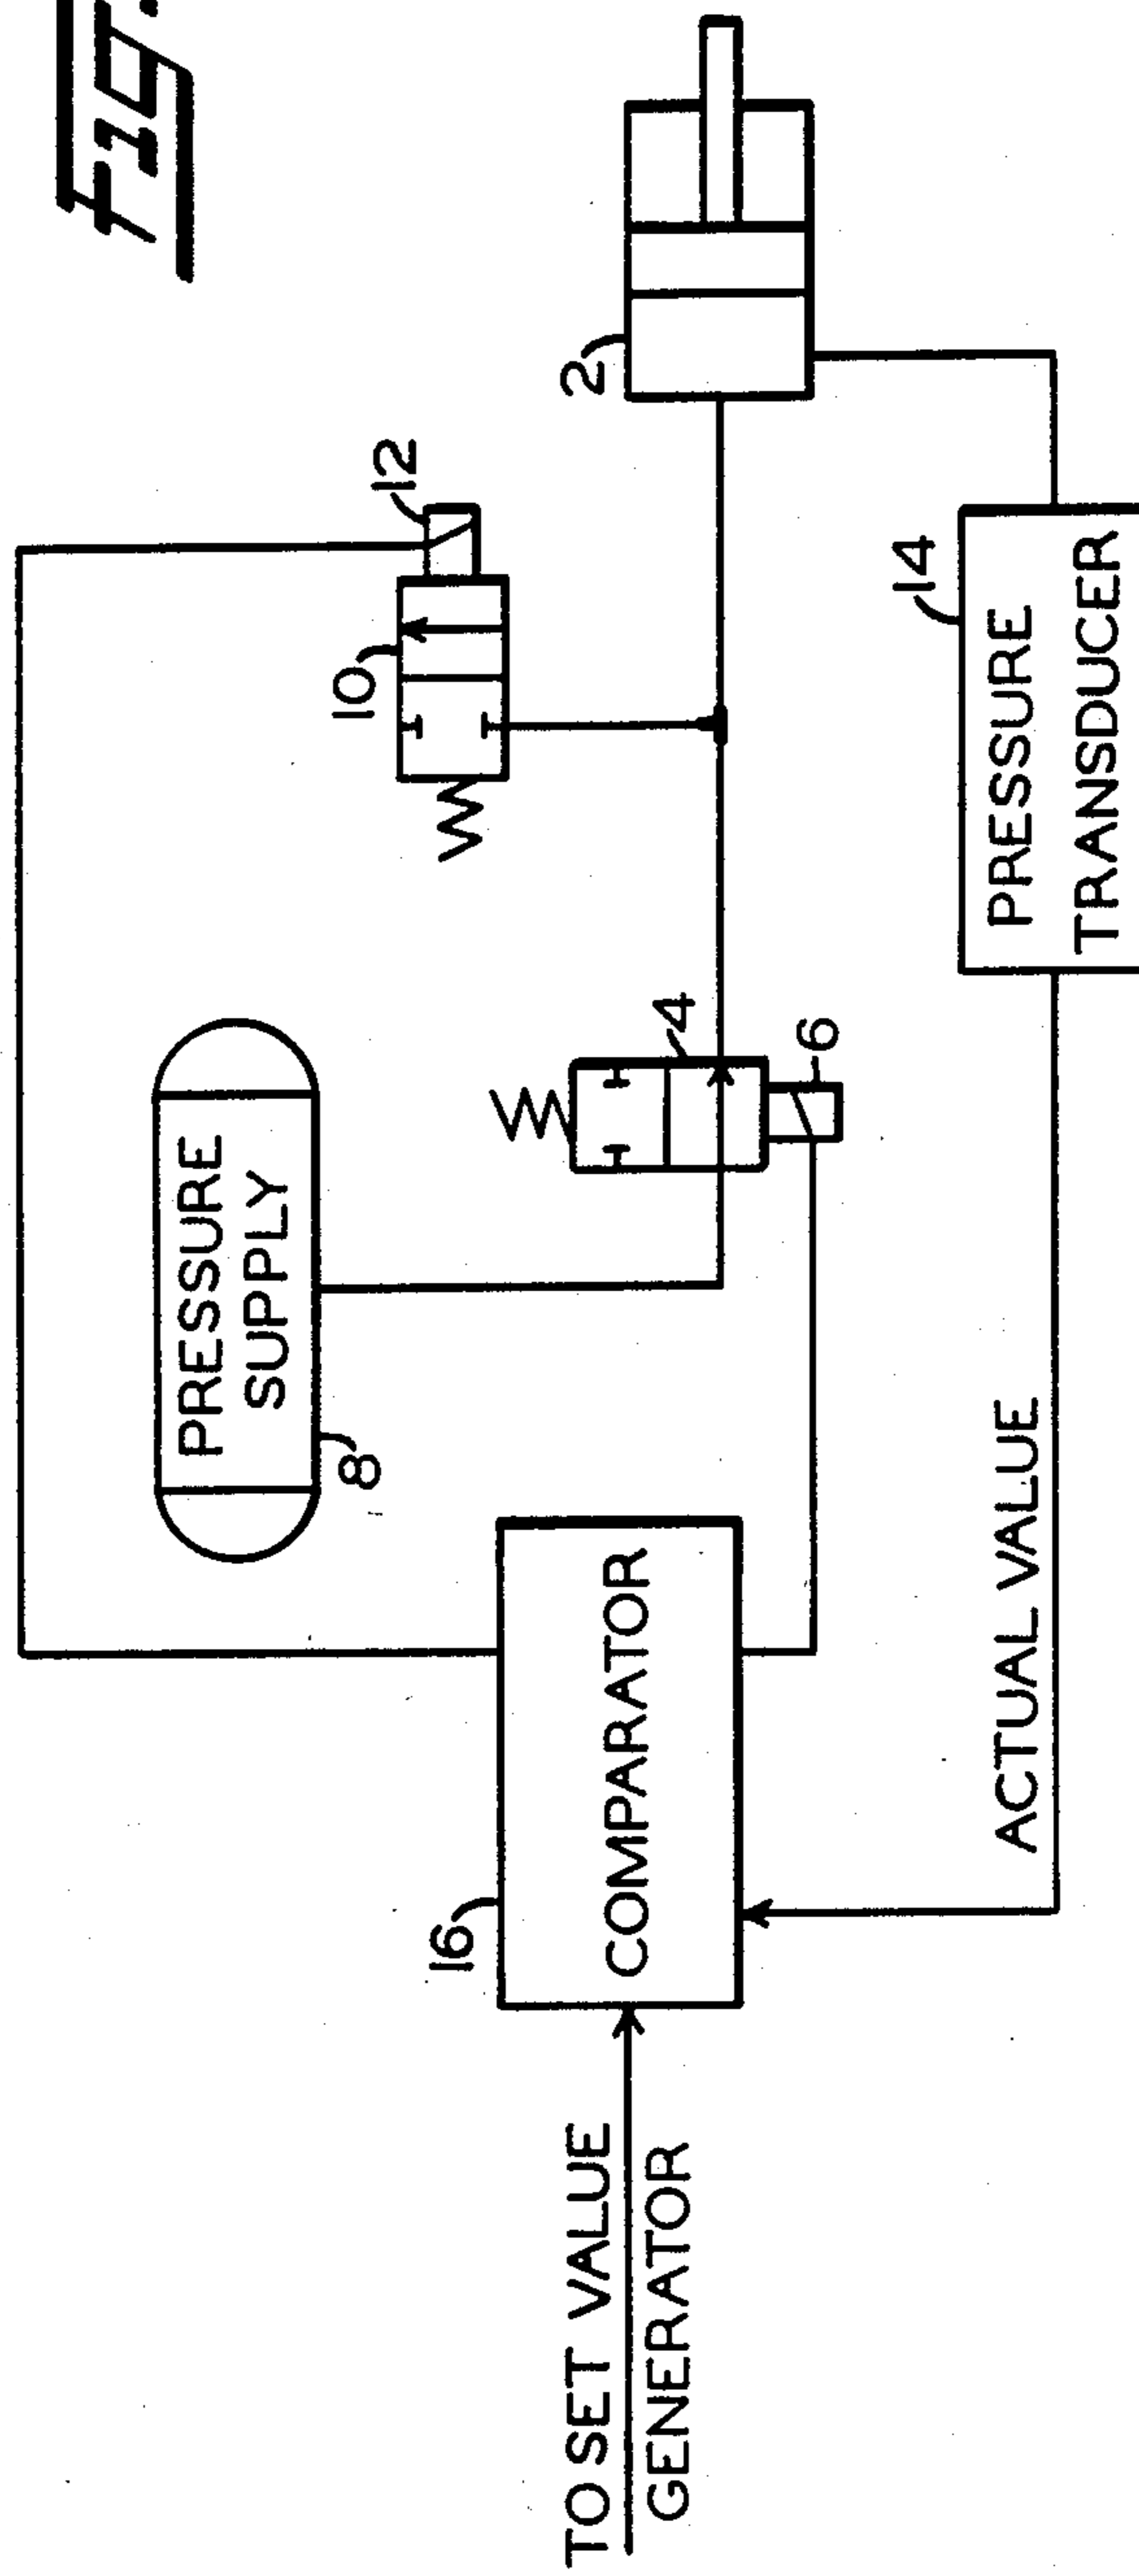 FIG.
12
10
2
PRESSURE
SUPPLY
8
4
6
14
PRESSURE
TRANSDUCER
16
COMPARATOR
ACTUAL VALUE
TO SET VALUE
GENERATOR